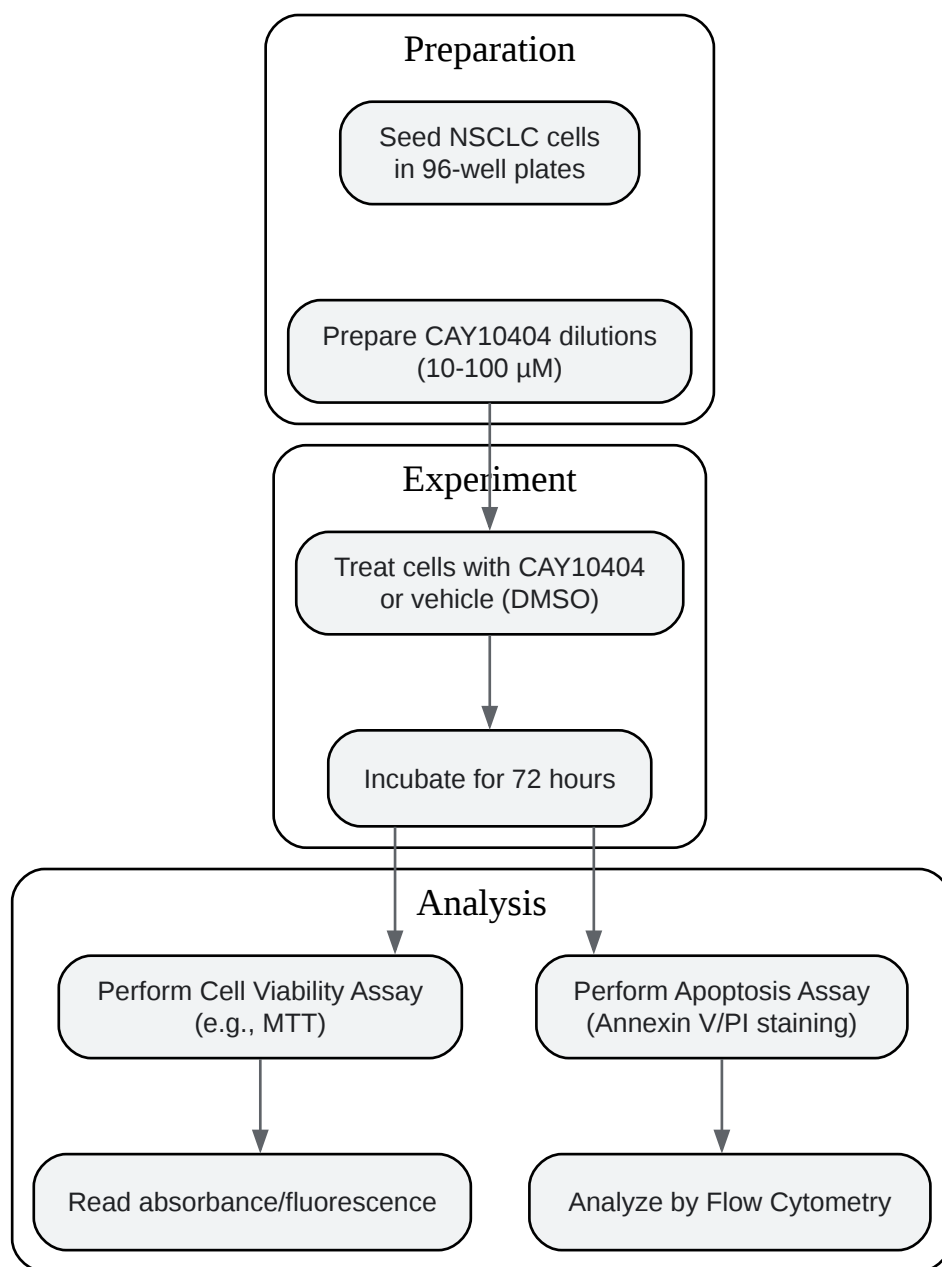 Preparation
Seed NSCLC cells
in 96-well plates
Prepare CAY10404 dilutions
(10-100 µM)
Experiment
Treat cells with CAY10404
or vehicle (DMSO)
Incubate for 72 hours
Analysis
Perform Cell Viability Assay
(e.g., MTT)
Perform Apoptosis Assay
(Annexin V/PI staining)
Read absorbance/fluorescence
Analyze by Flow Cytometry